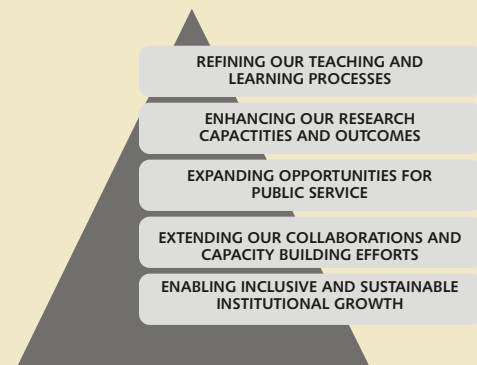 REFINING OUR TEACHING AND
LEARNING PROCESSES
ENHANCING OUR RESEARCH
CAPACTITIES AND OUTCOMES
EXPANDING OPPORTUNITIES FOR
PUBLIC SERVICE
EXTENDING OUR COLLABORATIONS AND
CAPACITY BUILDING EFFORTS
ENABLING INCLUSIVE AND SUSTAINABLE
INSTITUTIONAL GROWTH